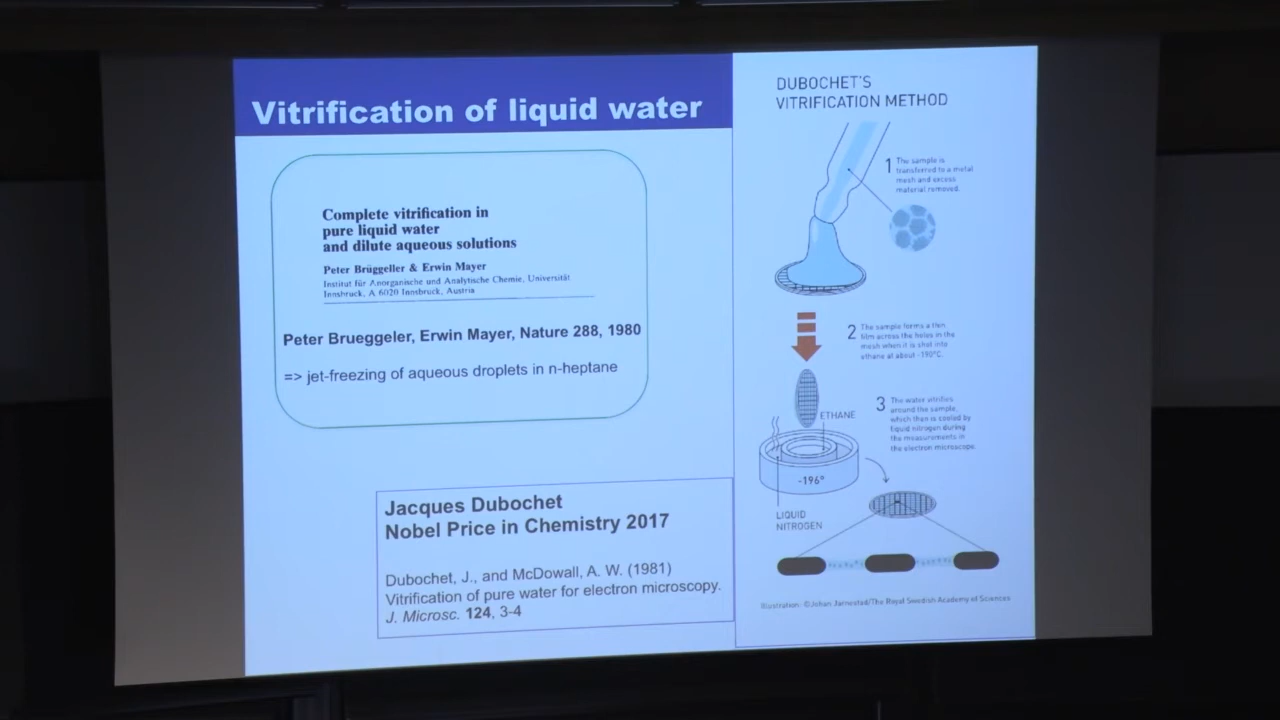 Vitrification of liquid water
Complete vitrification in
pure liquid water
and dilute aqueous solutions
Peter Brüggeller & Erwin Mayer
Institut für Anorganische und Analytische Chemie, Universität
Innsbruck, A 6020 Innsbruck, Austria
Peter Brueggeler, Erwin Mayer, Nature 288, 1980
=> jet-freezing of aqueous droplets in n-heptane
Jacques Dubochet
Nobel Price in Chemistry 2017
Dubochet, J., and McDowall, A. W. (1981)
Vitrification of pure water for electron microscopy.
J. Microsc. 124, 3-4
DUBOCHET'S
VITRIFICATION METHOD
1 The sample is
transferred to a metal
mesh and excess
material removed.
2 The sample forms a thin
film across the holes in the
mesh when it is shot into
ethane at about -190°C.
3 The water vitrifies
around the sample,
which then is cooled by
liquid nitrogen during
the measurements in
the electron microscope.
ETHANE
-196°
LIQUID
NITROGEN
Illustration: ©Johan Jarnestad/The Royal Swedish Academy of Sciences